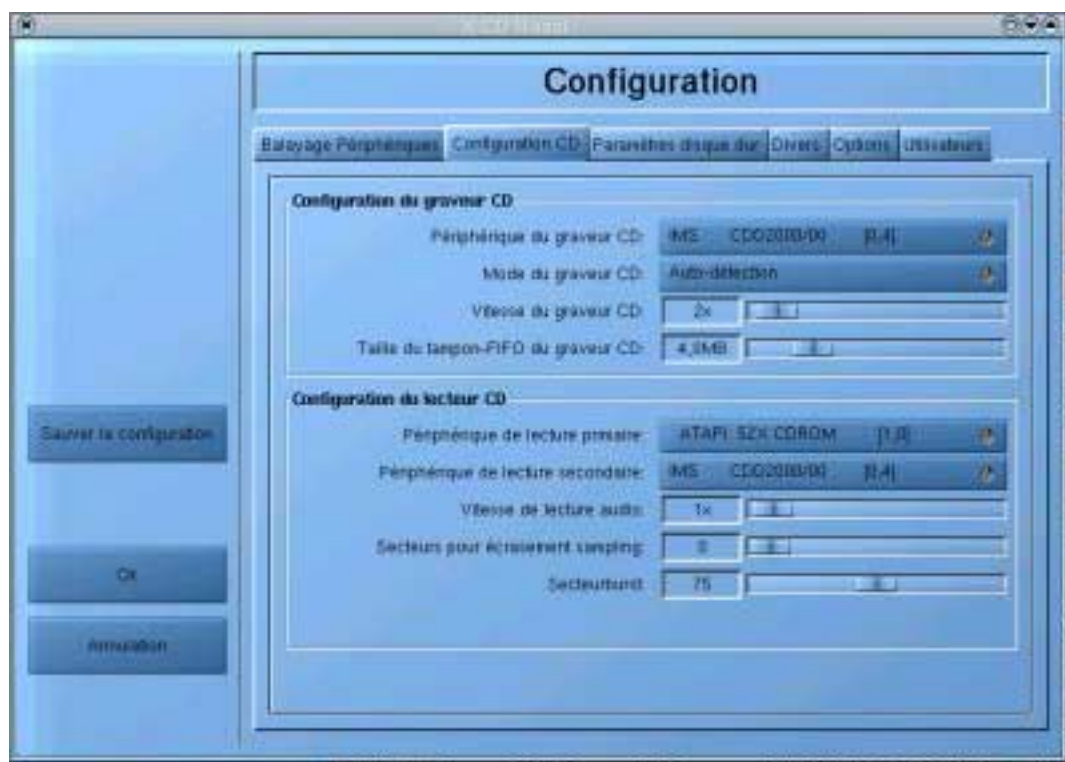 Configuration
Balayage Périphériques Configuration CD Paramètres disque dur Divers Options Utilisateurs
Configuration du graveur CD
Périphérique du graveur CD: IMS CDD2000/00 [0,4]
Mode du graveur CD: Auto-détection
Vitesse du graveur CD: 2x
Taille du tampon-FIFO du graveur CD: 4,0MB
Configuration du lecteur CD
Périphérique de lecture primaire: ATAPI 52X CDROM [1,0]
Périphérique de lecture secondaire: IMS CDD2000/00 [0,4]
Vitesse de lecture audio: 1x
Secteurs pour écrasement sampling: 0
Secteurburst: 75
Sauver la configuration
OK
Annulation